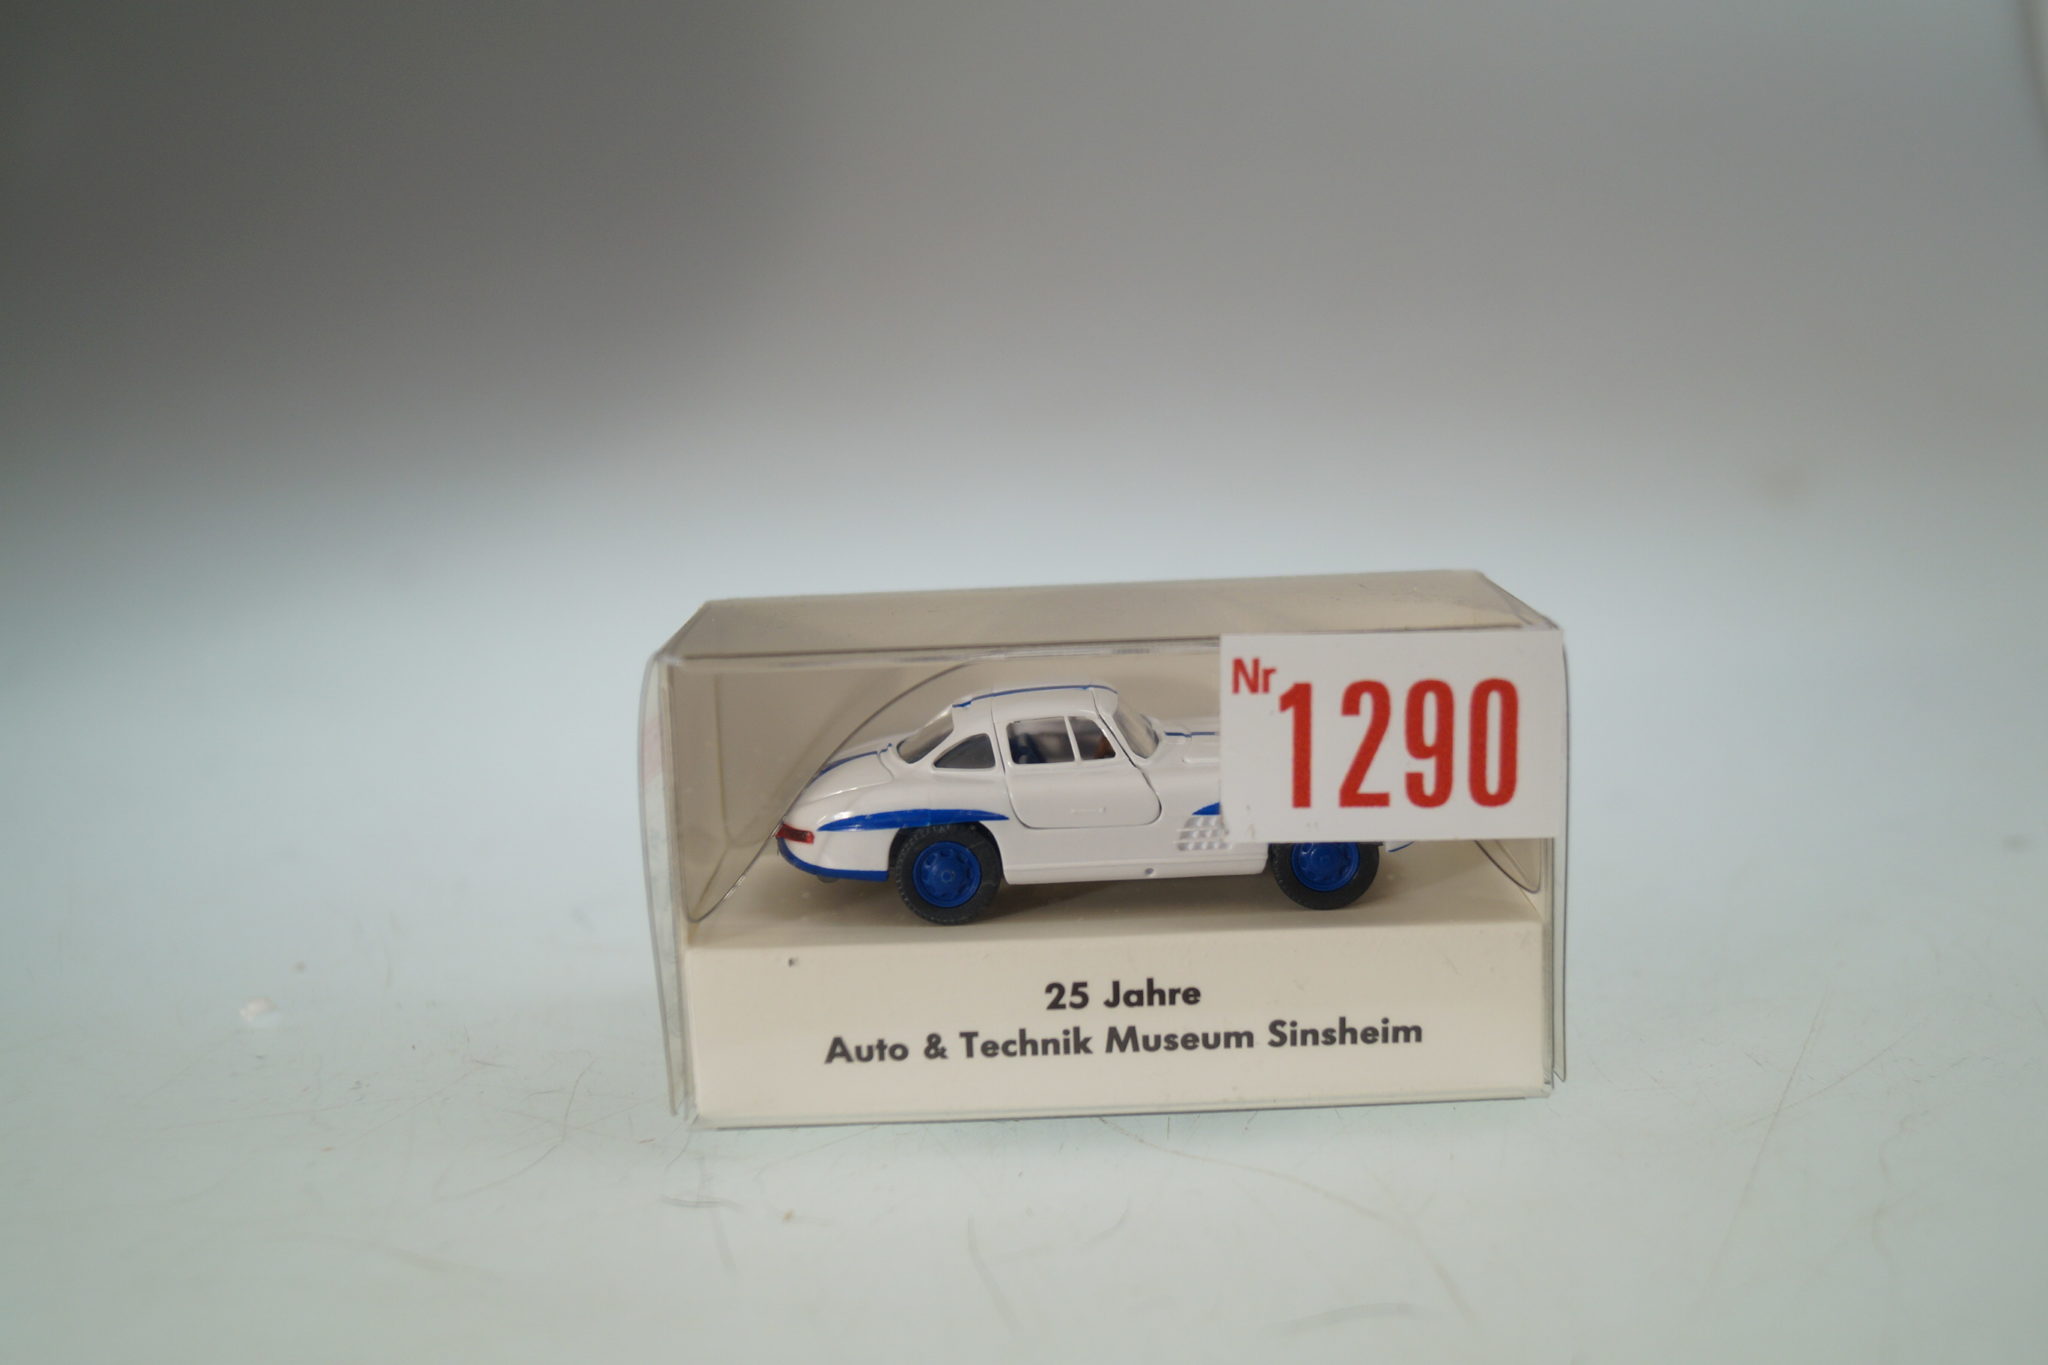 Nr 1290
25 Jahre
Auto & Technik Museum Sinsheim